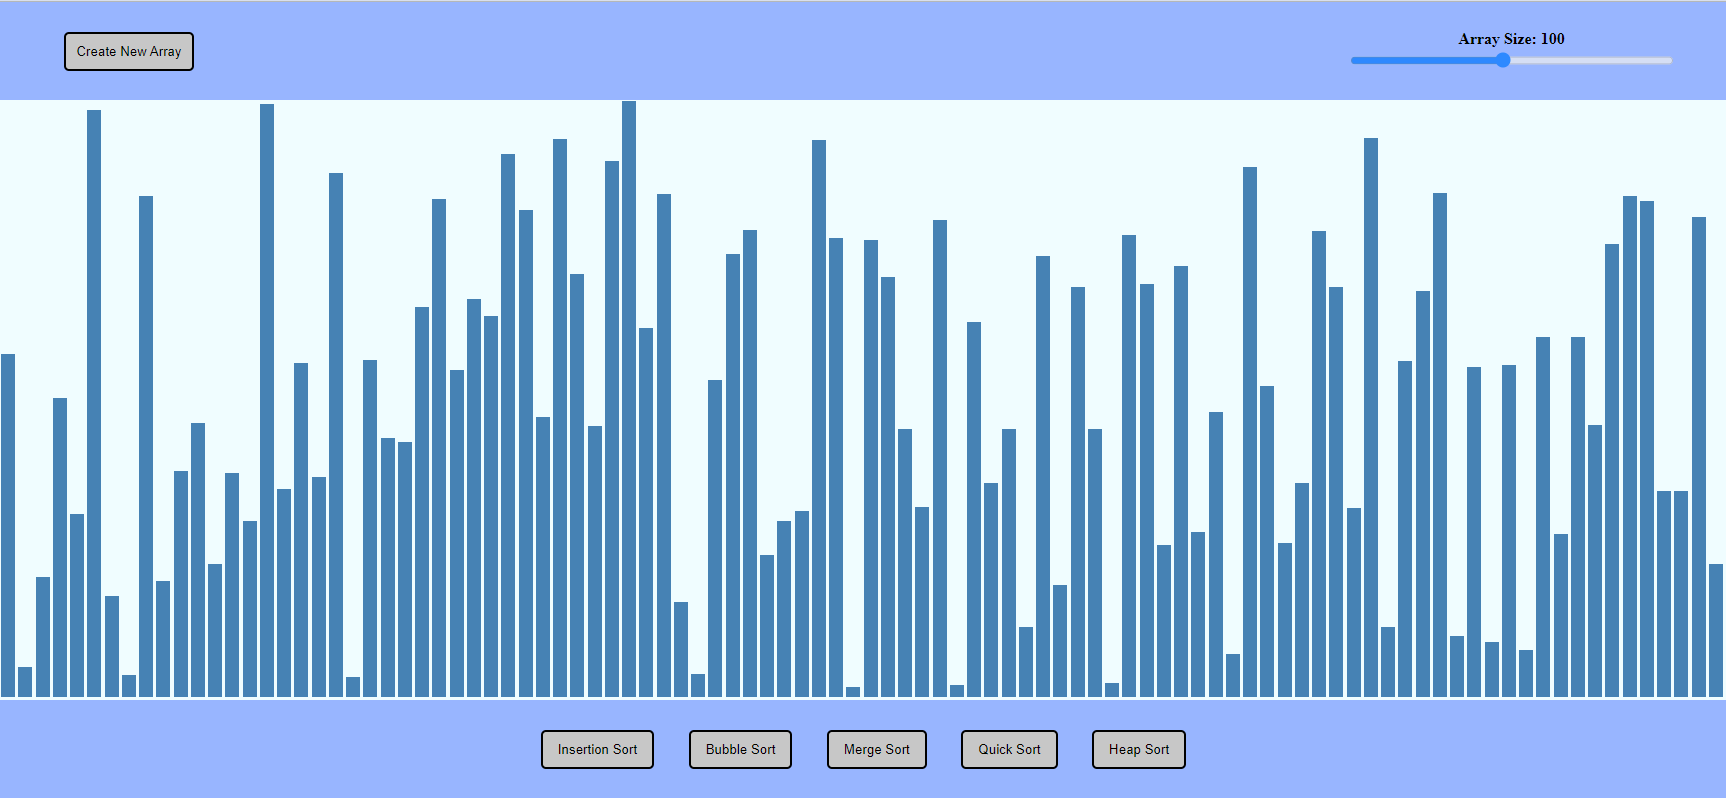 Create New Array
Array Size: 100
Insertion Sort
Bubble Sort
Merge Sort
Quick Sort
Heap Sort